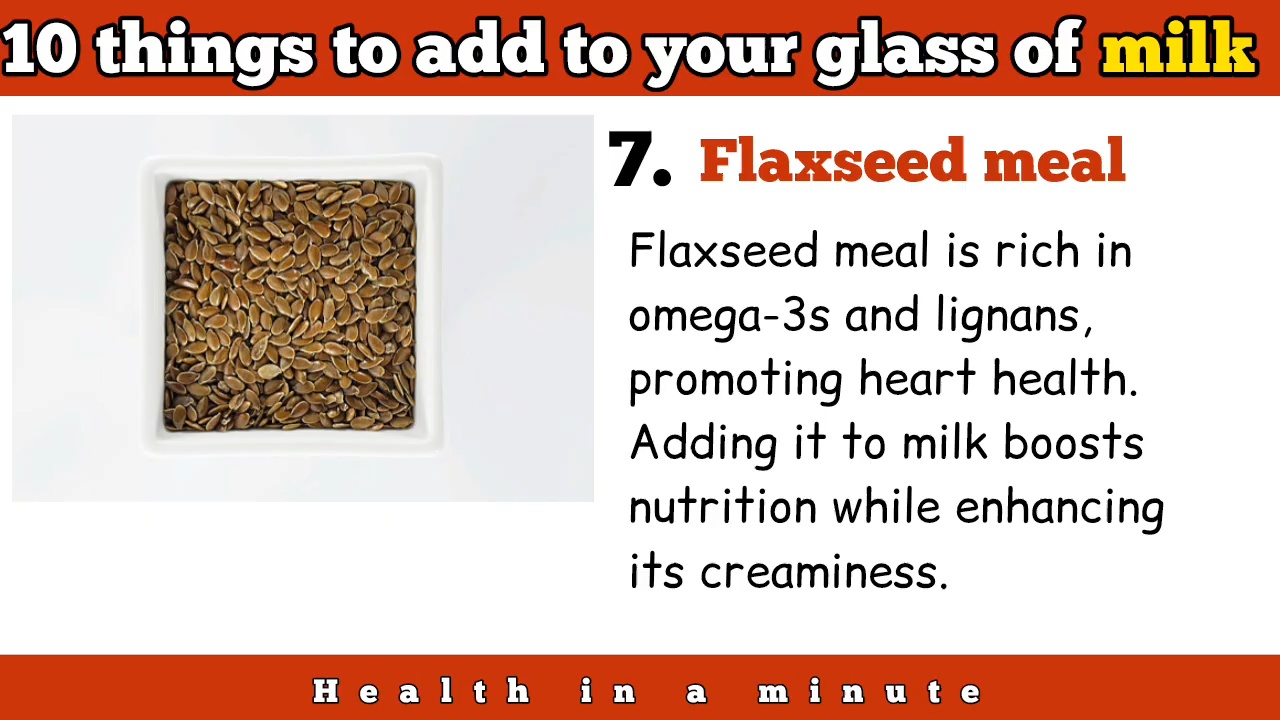 10 things to add to your glass of milk
7. Flaxseed meal
Flaxseed meal is rich in
omega-3s and lignans,
promoting heart health.
Adding it to milk boosts
nutrition while enhancing
its creaminess.
Health in a minute